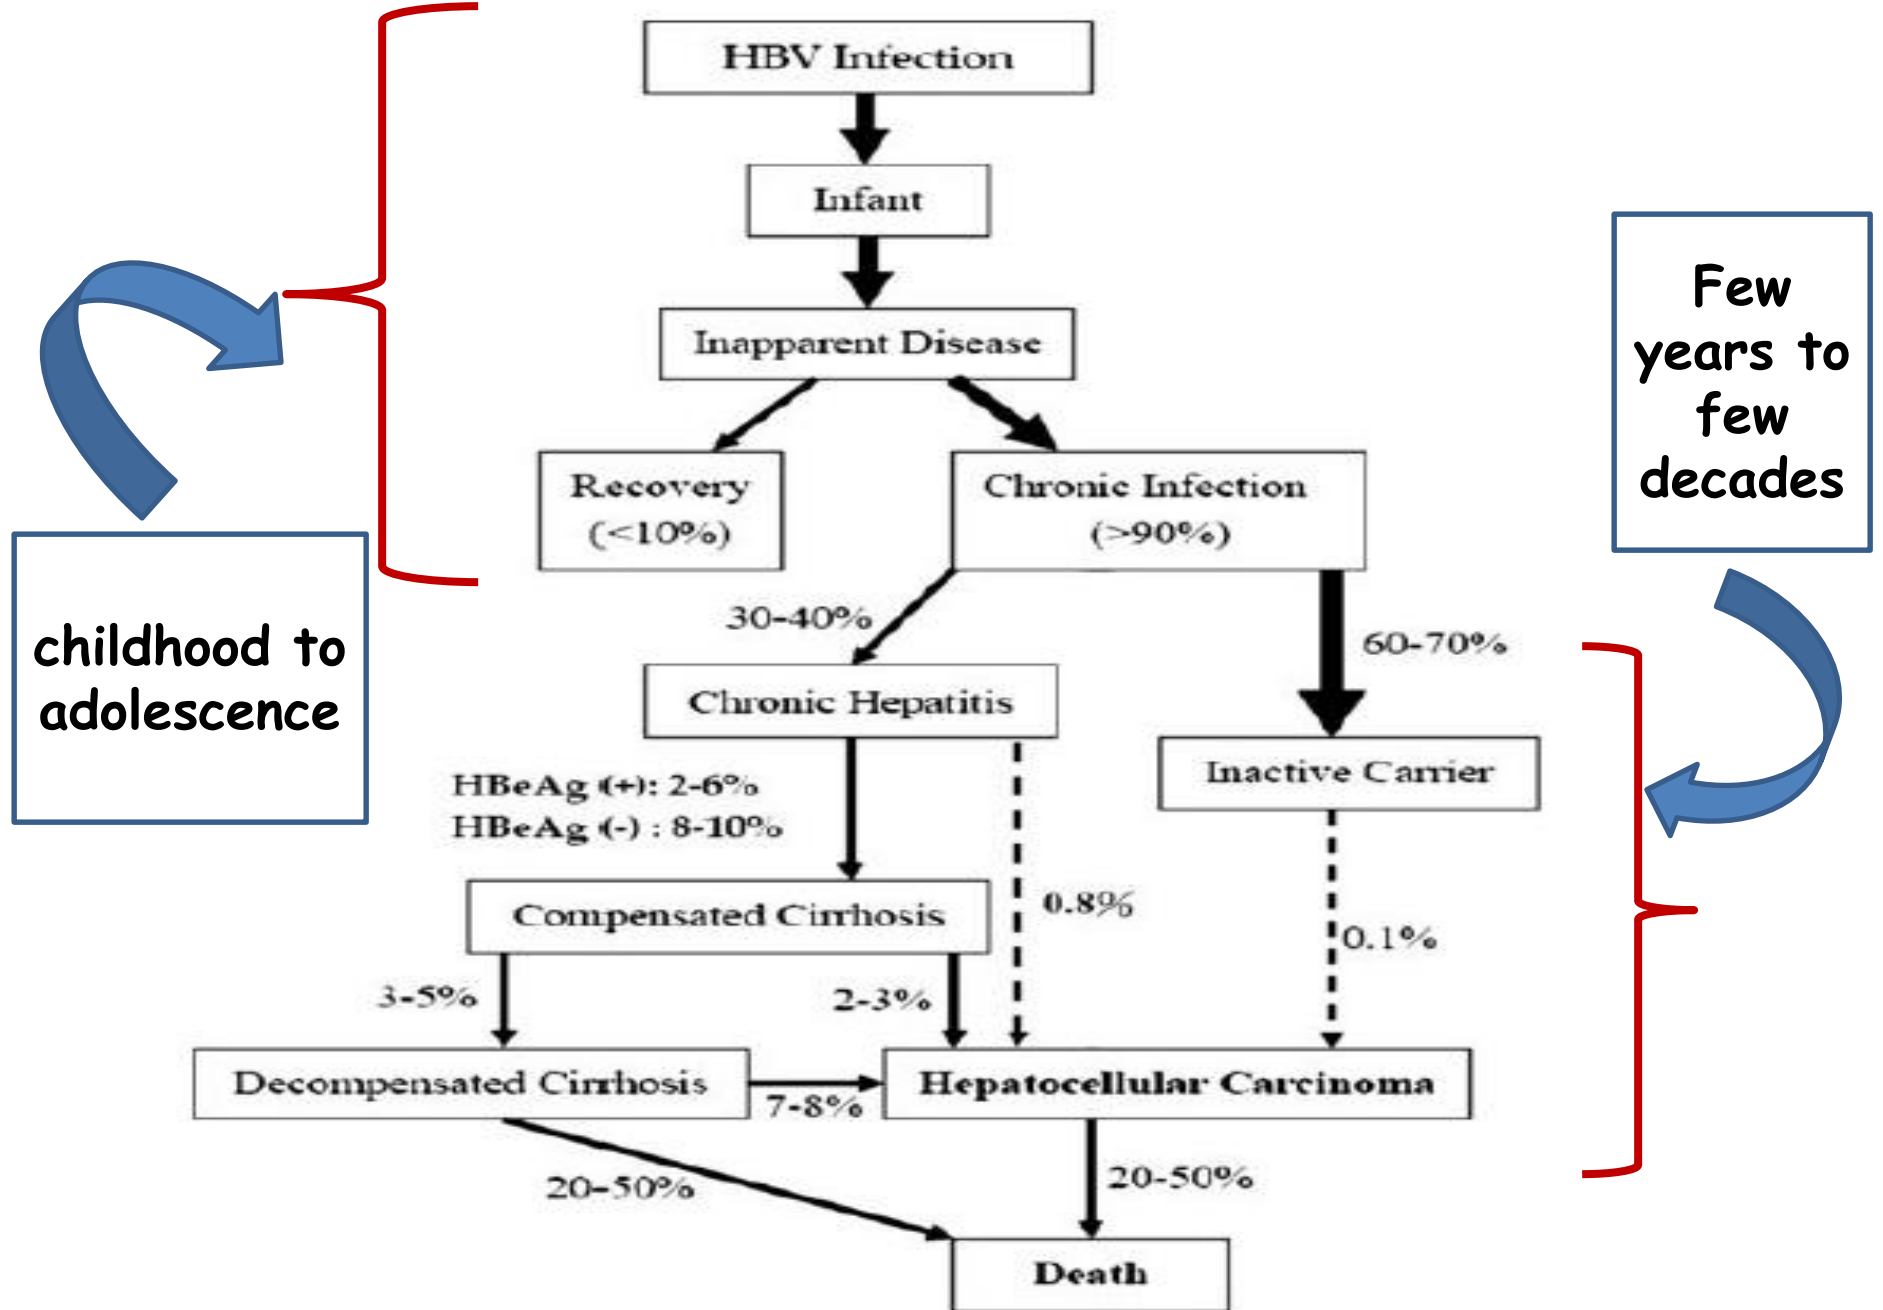 HBV Infection
Infant
Inapparent Disease
Recovery
(<10%)
Chronic Infection
(>90%)
Few
years to
few
decades
childhood to
adolescence
30-40%
60-70%
Chronic Hepatitis
Inactive Carrier
HBeAg (+): 2-6%
HBeAg (-) : 8-10%
Compensated Cirrhosis
0.8%
0.1%
3-5%
2-3%
Decompensated Cirrhosis
7-8%
Hepatocellular Carcinoma
20-50%
20-50%
Death